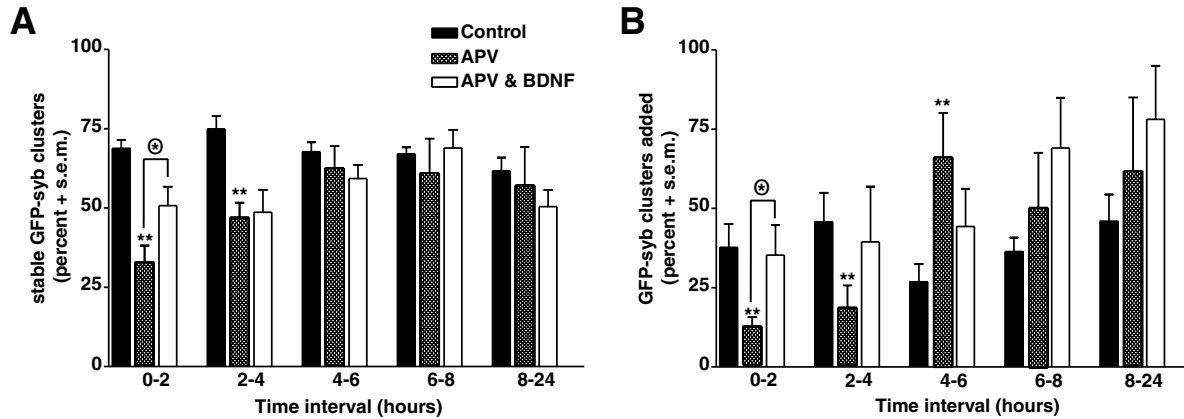 A
stable GFP-syb clusters
(percent + s.e.m.)
100
75
50
25
0
Control
APV
APV & BDNF
**
*
**
0-2
2-4
4-6
6-8
8-24
Time interval (hours)
B
GFP-syb clusters added
(percent + s.e.m.)
100
75
50
25
0
**
*
**
**
0-2
2-4
4-6
6-8
8-24
Time interval (hours)